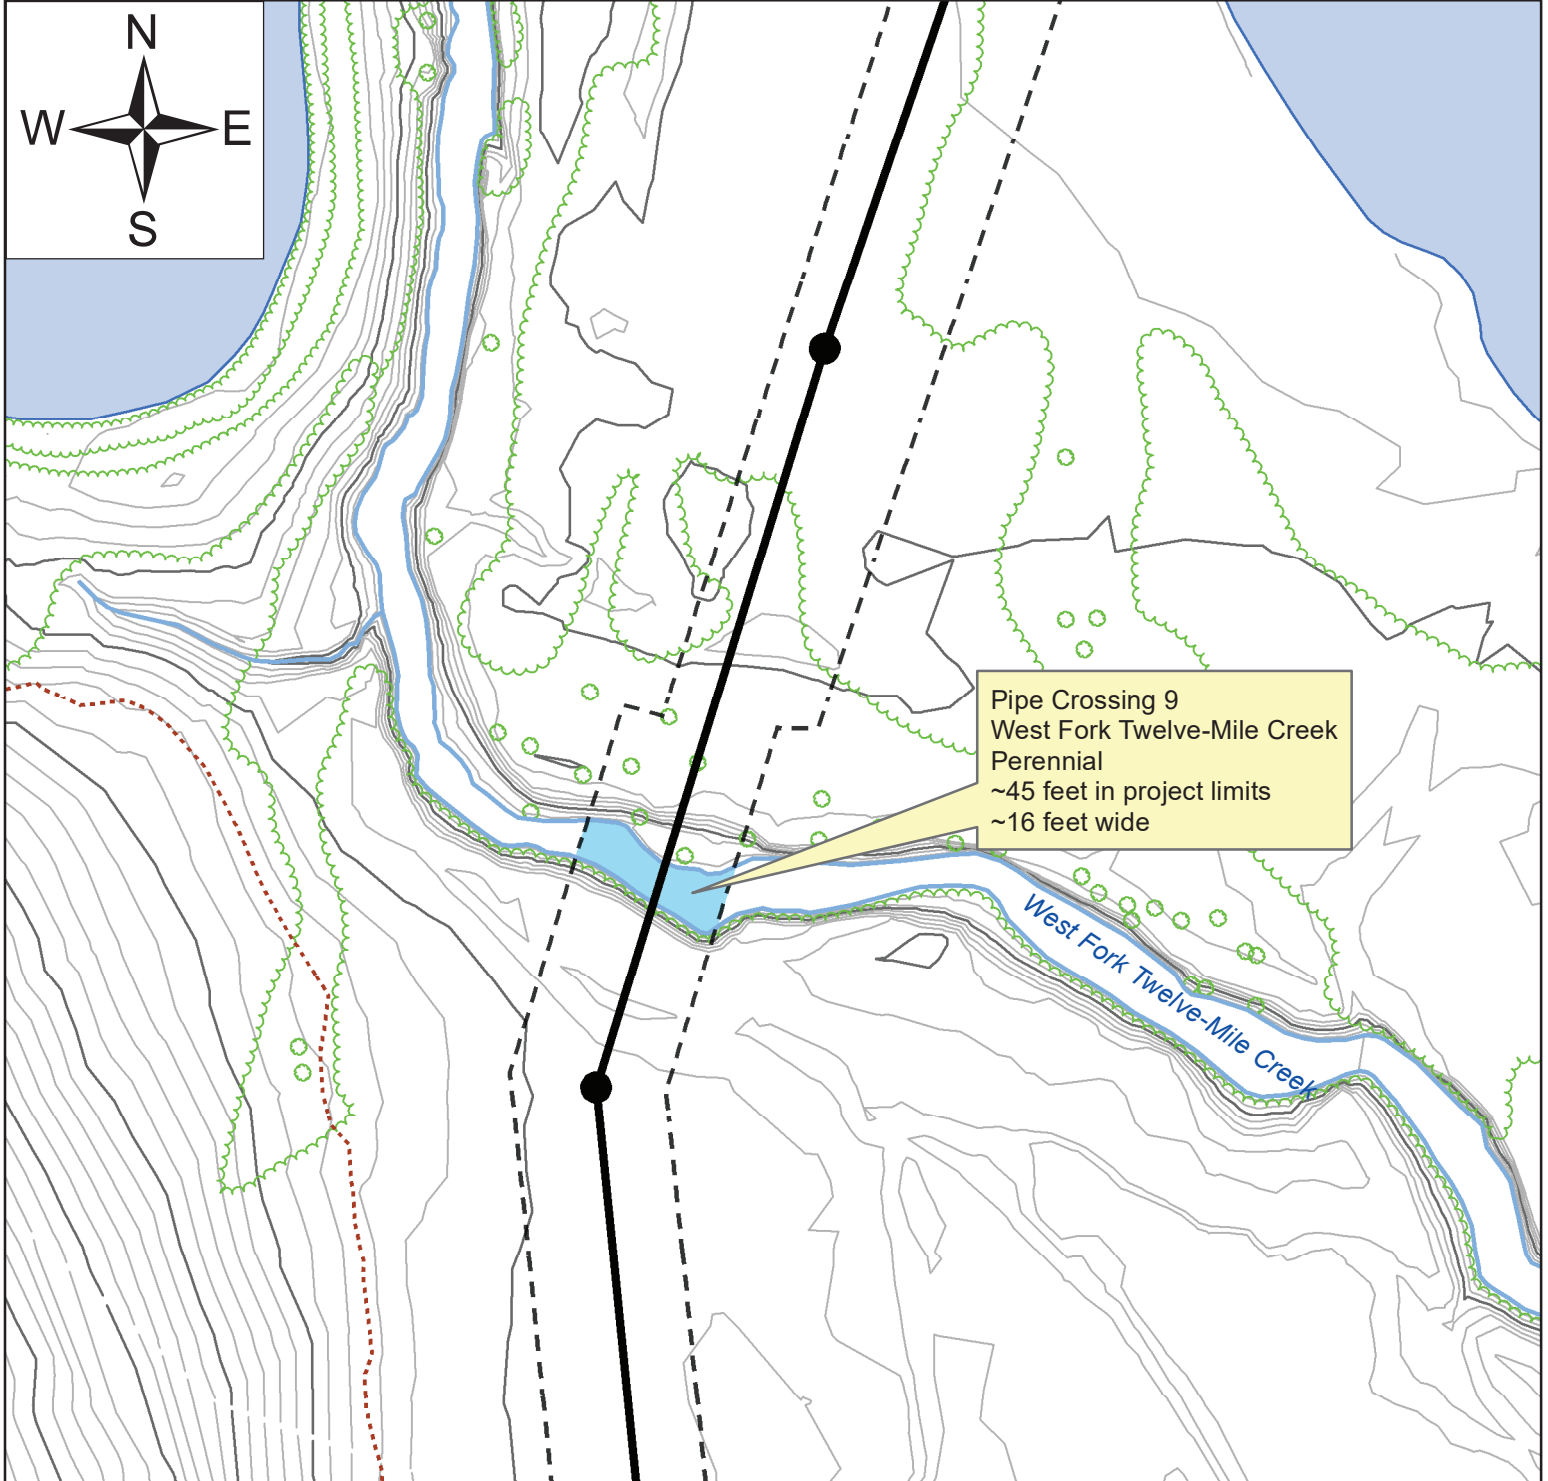 N
W E
S
Pipe Crossing 9
West Fork Twelve-Mile Creek
Perennial
~45 feet in project limits
~16 feet wide
West Fork Twelve-Mile Creek